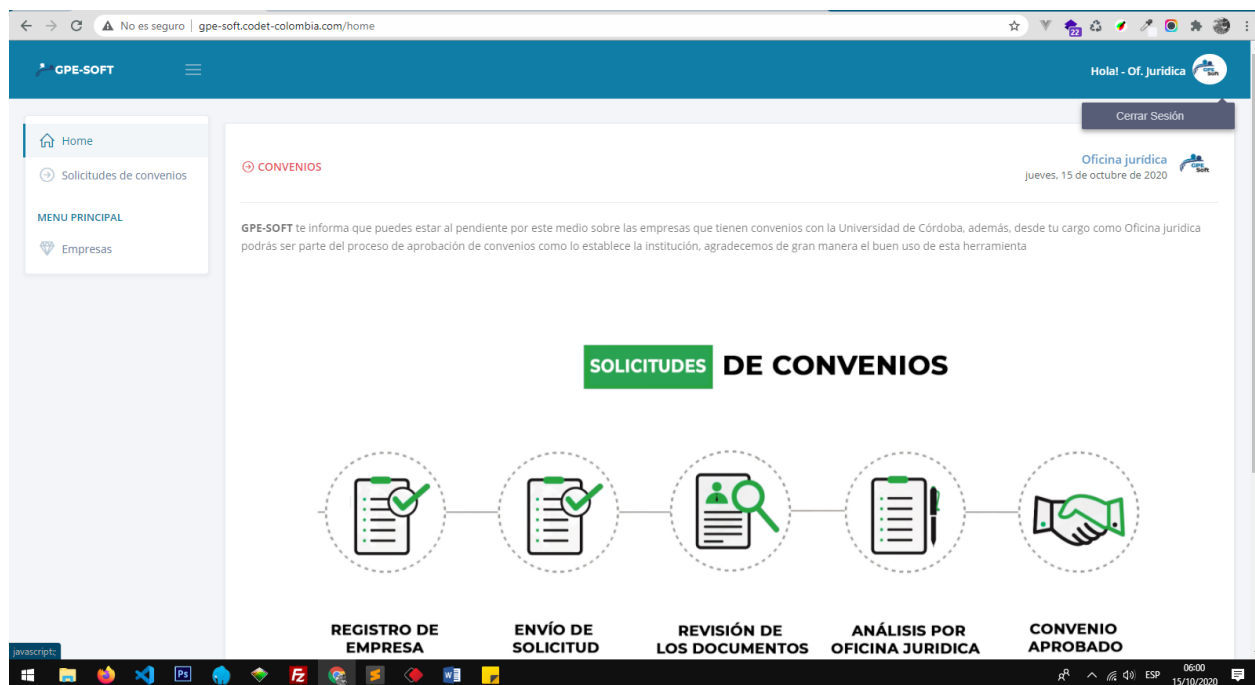 No es seguro | gpe-soft.codet-colombia.com/home
22
GPE-SOFT
Hola! - Of. Juridica
Cerrar Sesión
Home
Solicitudes de convenios
MENU PRINCIPAL
Empresas
CONVENIOS
Oficina jurídica
jueves, 15 de octubre de 2020
GPE-SOFT te informa que puedes estar al pendiente por este medio sobre las empresas que tienen convenios con la Universidad de Córdoba, además, desde tu cargo como Oficina juridica
podrás ser parte del proceso de aprobación de convenios como lo establece la institución, agradecemos de gran manera el buen uso de esta herramienta
SOLICITUDES DE CONVENIOS
REGISTRO DE
EMPRESA
ENVÍO DE
SOLICITUD
REVISIÓN DE
LOS DOCUMENTOS
ANÁLISIS POR
OFICINA JURIDICA
CONVENIO
APROBADO
javascript:;
Ps
ESP
06:00
15/10/2020